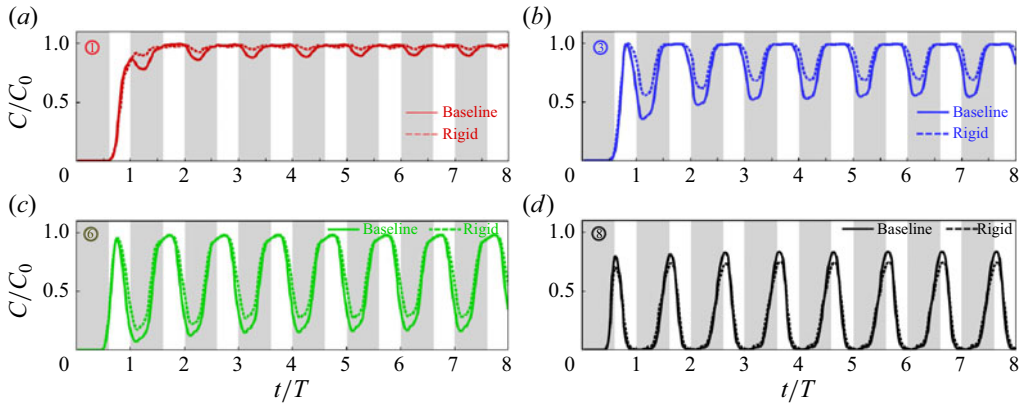 (a)
1.0
①
C/C0
0.5
Baseline
Rigid
0 1 2 3 4 5 6 7 8
(b)
1.0
③
0.5
Baseline
Rigid
0 1 2 3 4 5 6 7 8
(c)
1.0
⑥
Baseline Rigid
C/C0
0.5
0 1 2 3 4 5 6 7 8
t/T
(d)
1.0
⑧
Baseline Rigid
0.5
0 1 2 3 4 5 6 7 8
t/T